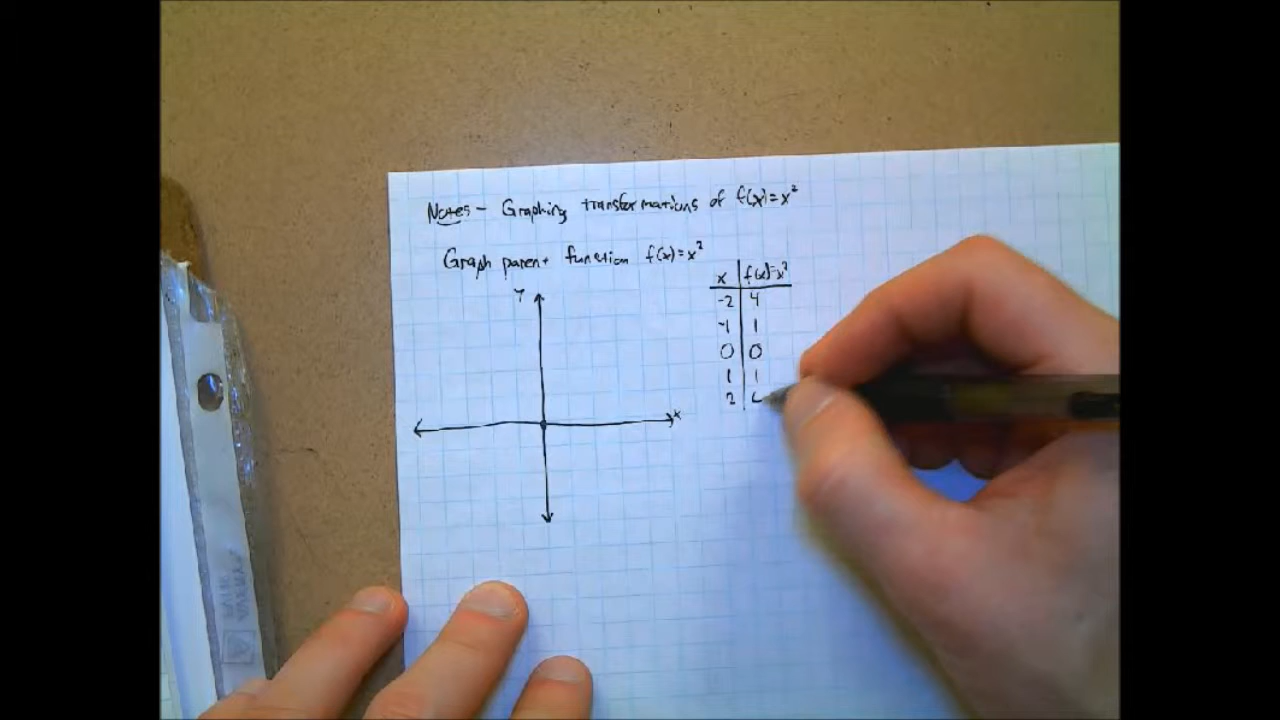 Notes - Graphing transformations of f(x)=x²
Graph parent function f(x)=x²
x f(x)=x²
-2 4
-1 1
0 0
1 1
2
Y
X